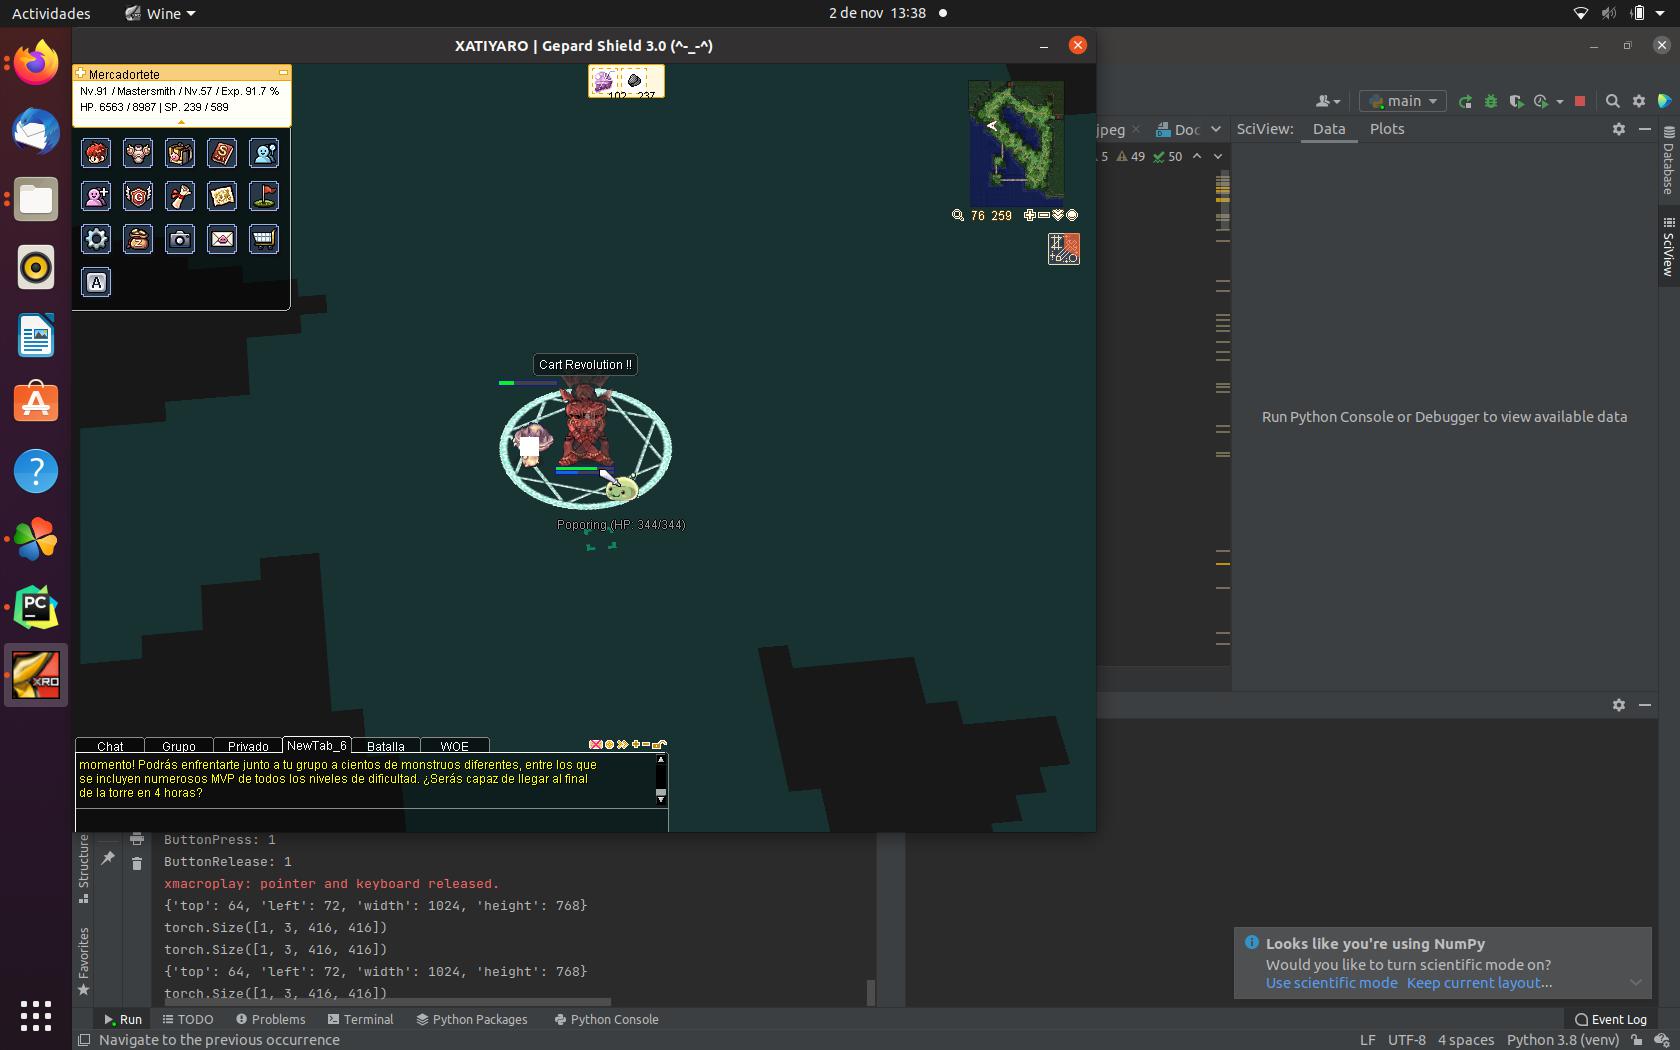 Actividades
Wine
2 de nov 13:38
XATIYARO | Gepard Shield 3.0 (^-_-^)
Mercadortete
Nv.91 / Mastersmith / Nv.57 / Exp. 91.7 %
HP. 6563 / 8987 | SP. 239 / 589
102 237
S
G
Z
A
76 259
Cart Revolution !!
Poporing (HP: 344/344)
Chat
Grupo
Privado
NewTab_6
Batalla
WOE
momento! Podrás enfrentarte junto a tu grupo a cientos de monstruos diferentes, entre los que
se incluyen numerosos MVP de todos los niveles de dificultad. ¿Serás capaz de llegar al final
de la torre en 4 horas?
main
jpeg
Doc
SciView:
Data
Plots
5 49 50
Database
SciView
Run Python Console or Debugger to view available data
PC
XRO
Structure
Favorites
ButtonPress: 1
ButtonRelease: 1
xmacroplay: pointer and keyboard released.
{'top': 64, 'left': 72, 'width': 1024, 'height': 768}
torch.Size([1, 3, 416, 416])
torch.Size([1, 3, 416, 416])
{'top': 64, 'left': 72, 'width': 1024, 'height': 768}
torch.Size([1, 3, 416, 416])
Looks like you're using NumPy
Would you like to turn scientific mode on?
Use scientific mode Keep current layout...
Run
TODO
Problems
Terminal
Python Packages
Python Console
Event Log
Navigate to the previous occurrence
LF UTF-8 4 spaces Python 3.8 (venv)